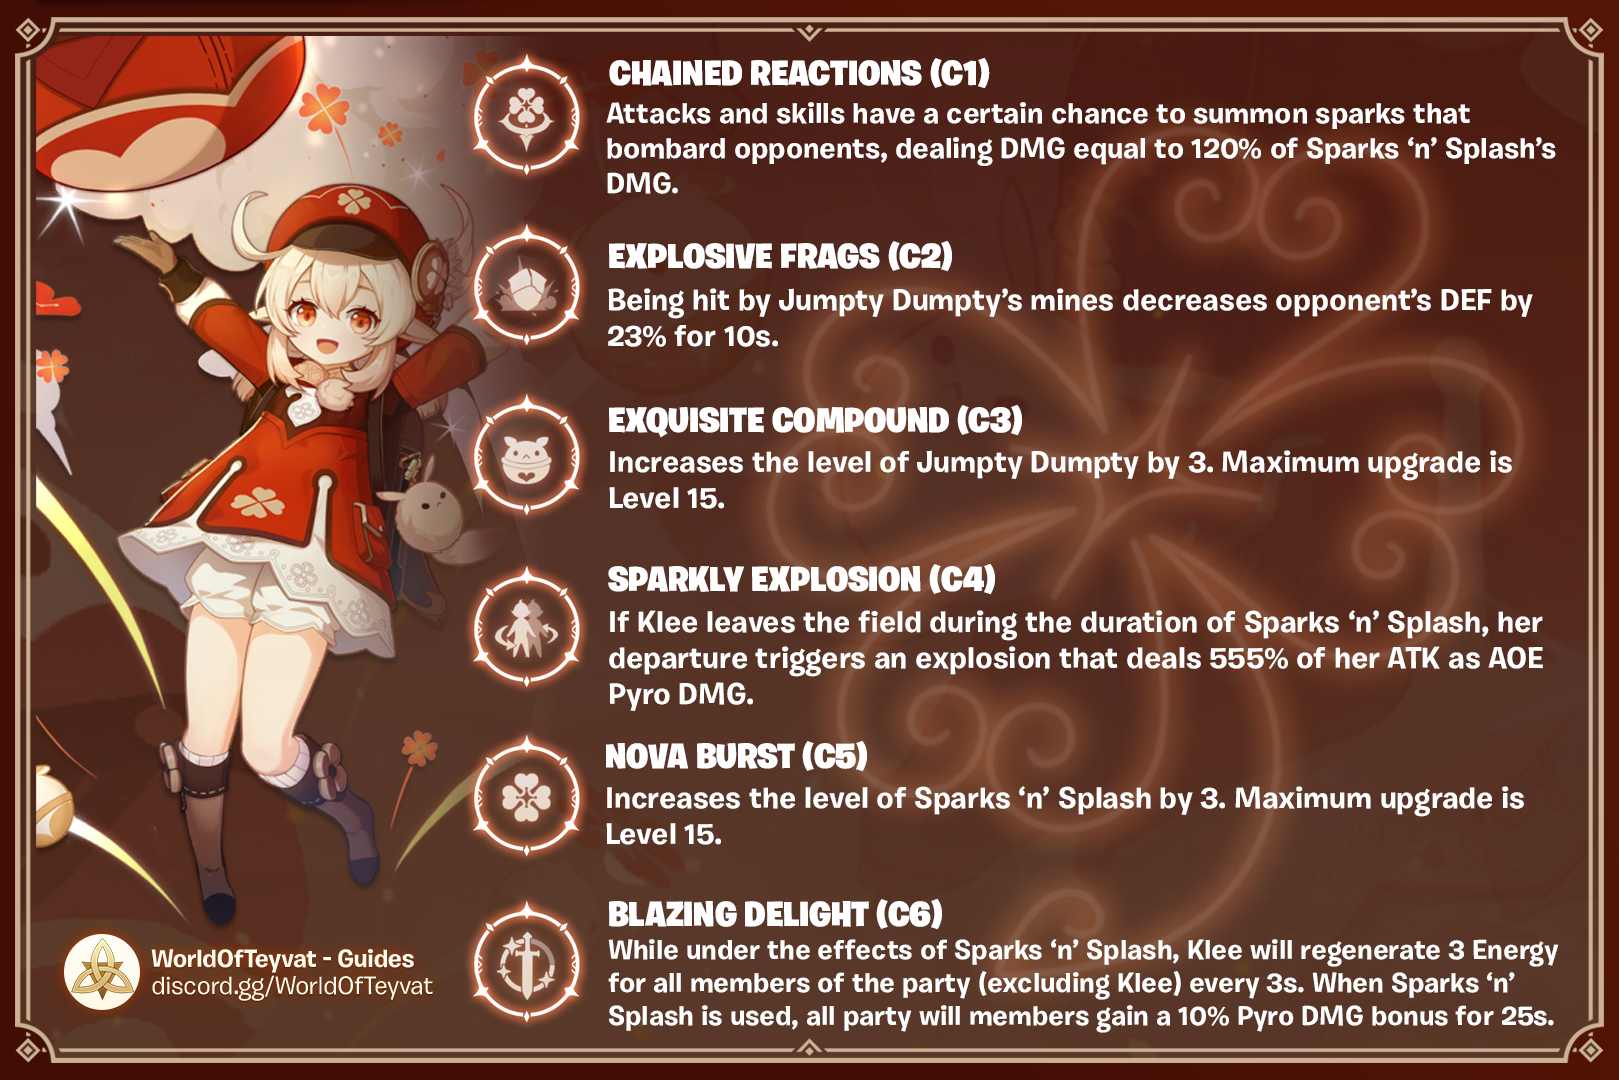 CHAINED REACTIONS (C1)
Attacks and skills have a certain chance to summon sparks that
bombard opponents, dealing DMG equal to 120% of Sparks ‘n’ Splash’s
DMG.
EXPLOSIVE FRAGS (C2)
Being hit by Jumpty Dumpty’s mines decreases opponent’s DEF by
23% for 10s.
EXQUISITE COMPOUND (C3)
Increases the level of Jumpty Dumpty by 3. Maximum upgrade is
Level 15.
SPARKLY EXPLOSION (C4)
If Klee leaves the field during the duration of Sparks ‘n’ Splash, her
departure triggers an explosion that deals 555% of her ATK as AOE
Pyro DMG.
NOVA BURST (C5)
Increases the level of Sparks ‘n’ Splash by 3. Maximum upgrade is
Level 15.
BLAZING DELIGHT (C6)
While under the effects of Sparks ‘n’ Splash, Klee will regenerate 3 Energy
for all members of the party (excluding Klee) every 3s. When Sparks ‘n’
Splash is used, all party will members gain a 10% Pyro DMG bonus for 25s.
WorldOfTeyvat - Guides
discord.gg/WorldOfTeyvat